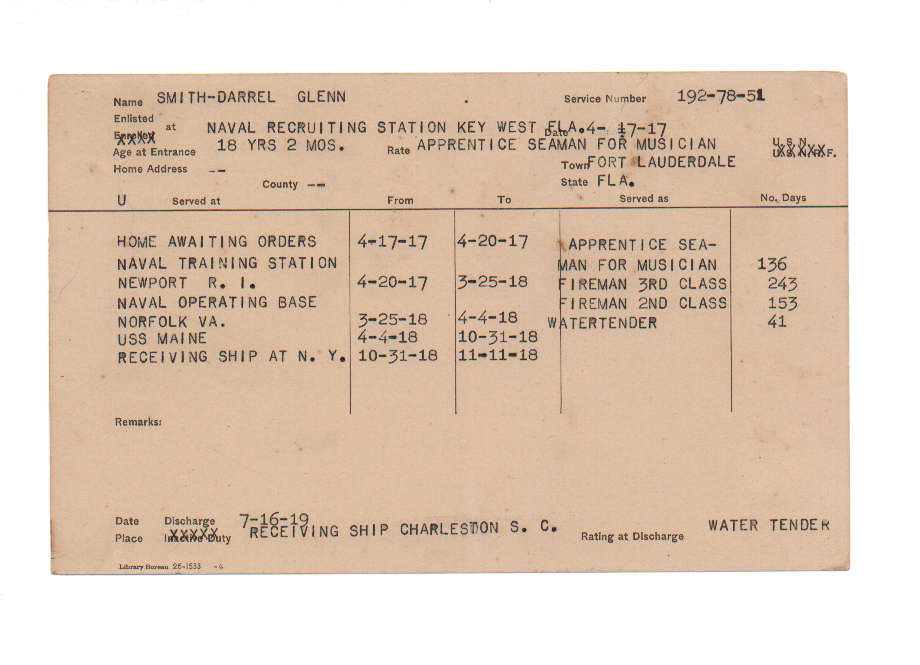 Name SMITH-DARREL GLENN Service Number 192-78-51
Enlisted
Enrolled at NAVAL RECRUITING STATION KEY WEST FLA. Date 4-17-17
Age at Entrance 18 YRS 2 MOS. Rate APPRENTICE SEAMAN FOR MUSICIAN U.S.N.
U.S.N.R.F.
Home Address -- Town FORT LAUDERDALE
County -- State FLA.
U Served at From To Served as No. Days
HOME AWAITING ORDERS 4-17-17 4-20-17 APPRENTICE SEA-
NAVAL TRAINING STATION MAN FOR MUSICIAN 136
NEWPORT R. I. 4-20-17 3-25-18 FIREMAN 3RD CLASS 243
NAVAL OPERATING BASE FIREMAN 2ND CLASS 153
NORFOLK VA. 3-25-18 4-4-18 WATERTENDER 41
USS MAINE 4-4-18 10-31-18
RECEIVING SHIP AT N. Y. 10-31-18 11-11-18
Remarks:
Date Discharge 7-16-19
Place Inactive Duty RECEIVING SHIP CHARLESTON S. C. Rating at Discharge WATER TENDER
Library Bureau 26-1533